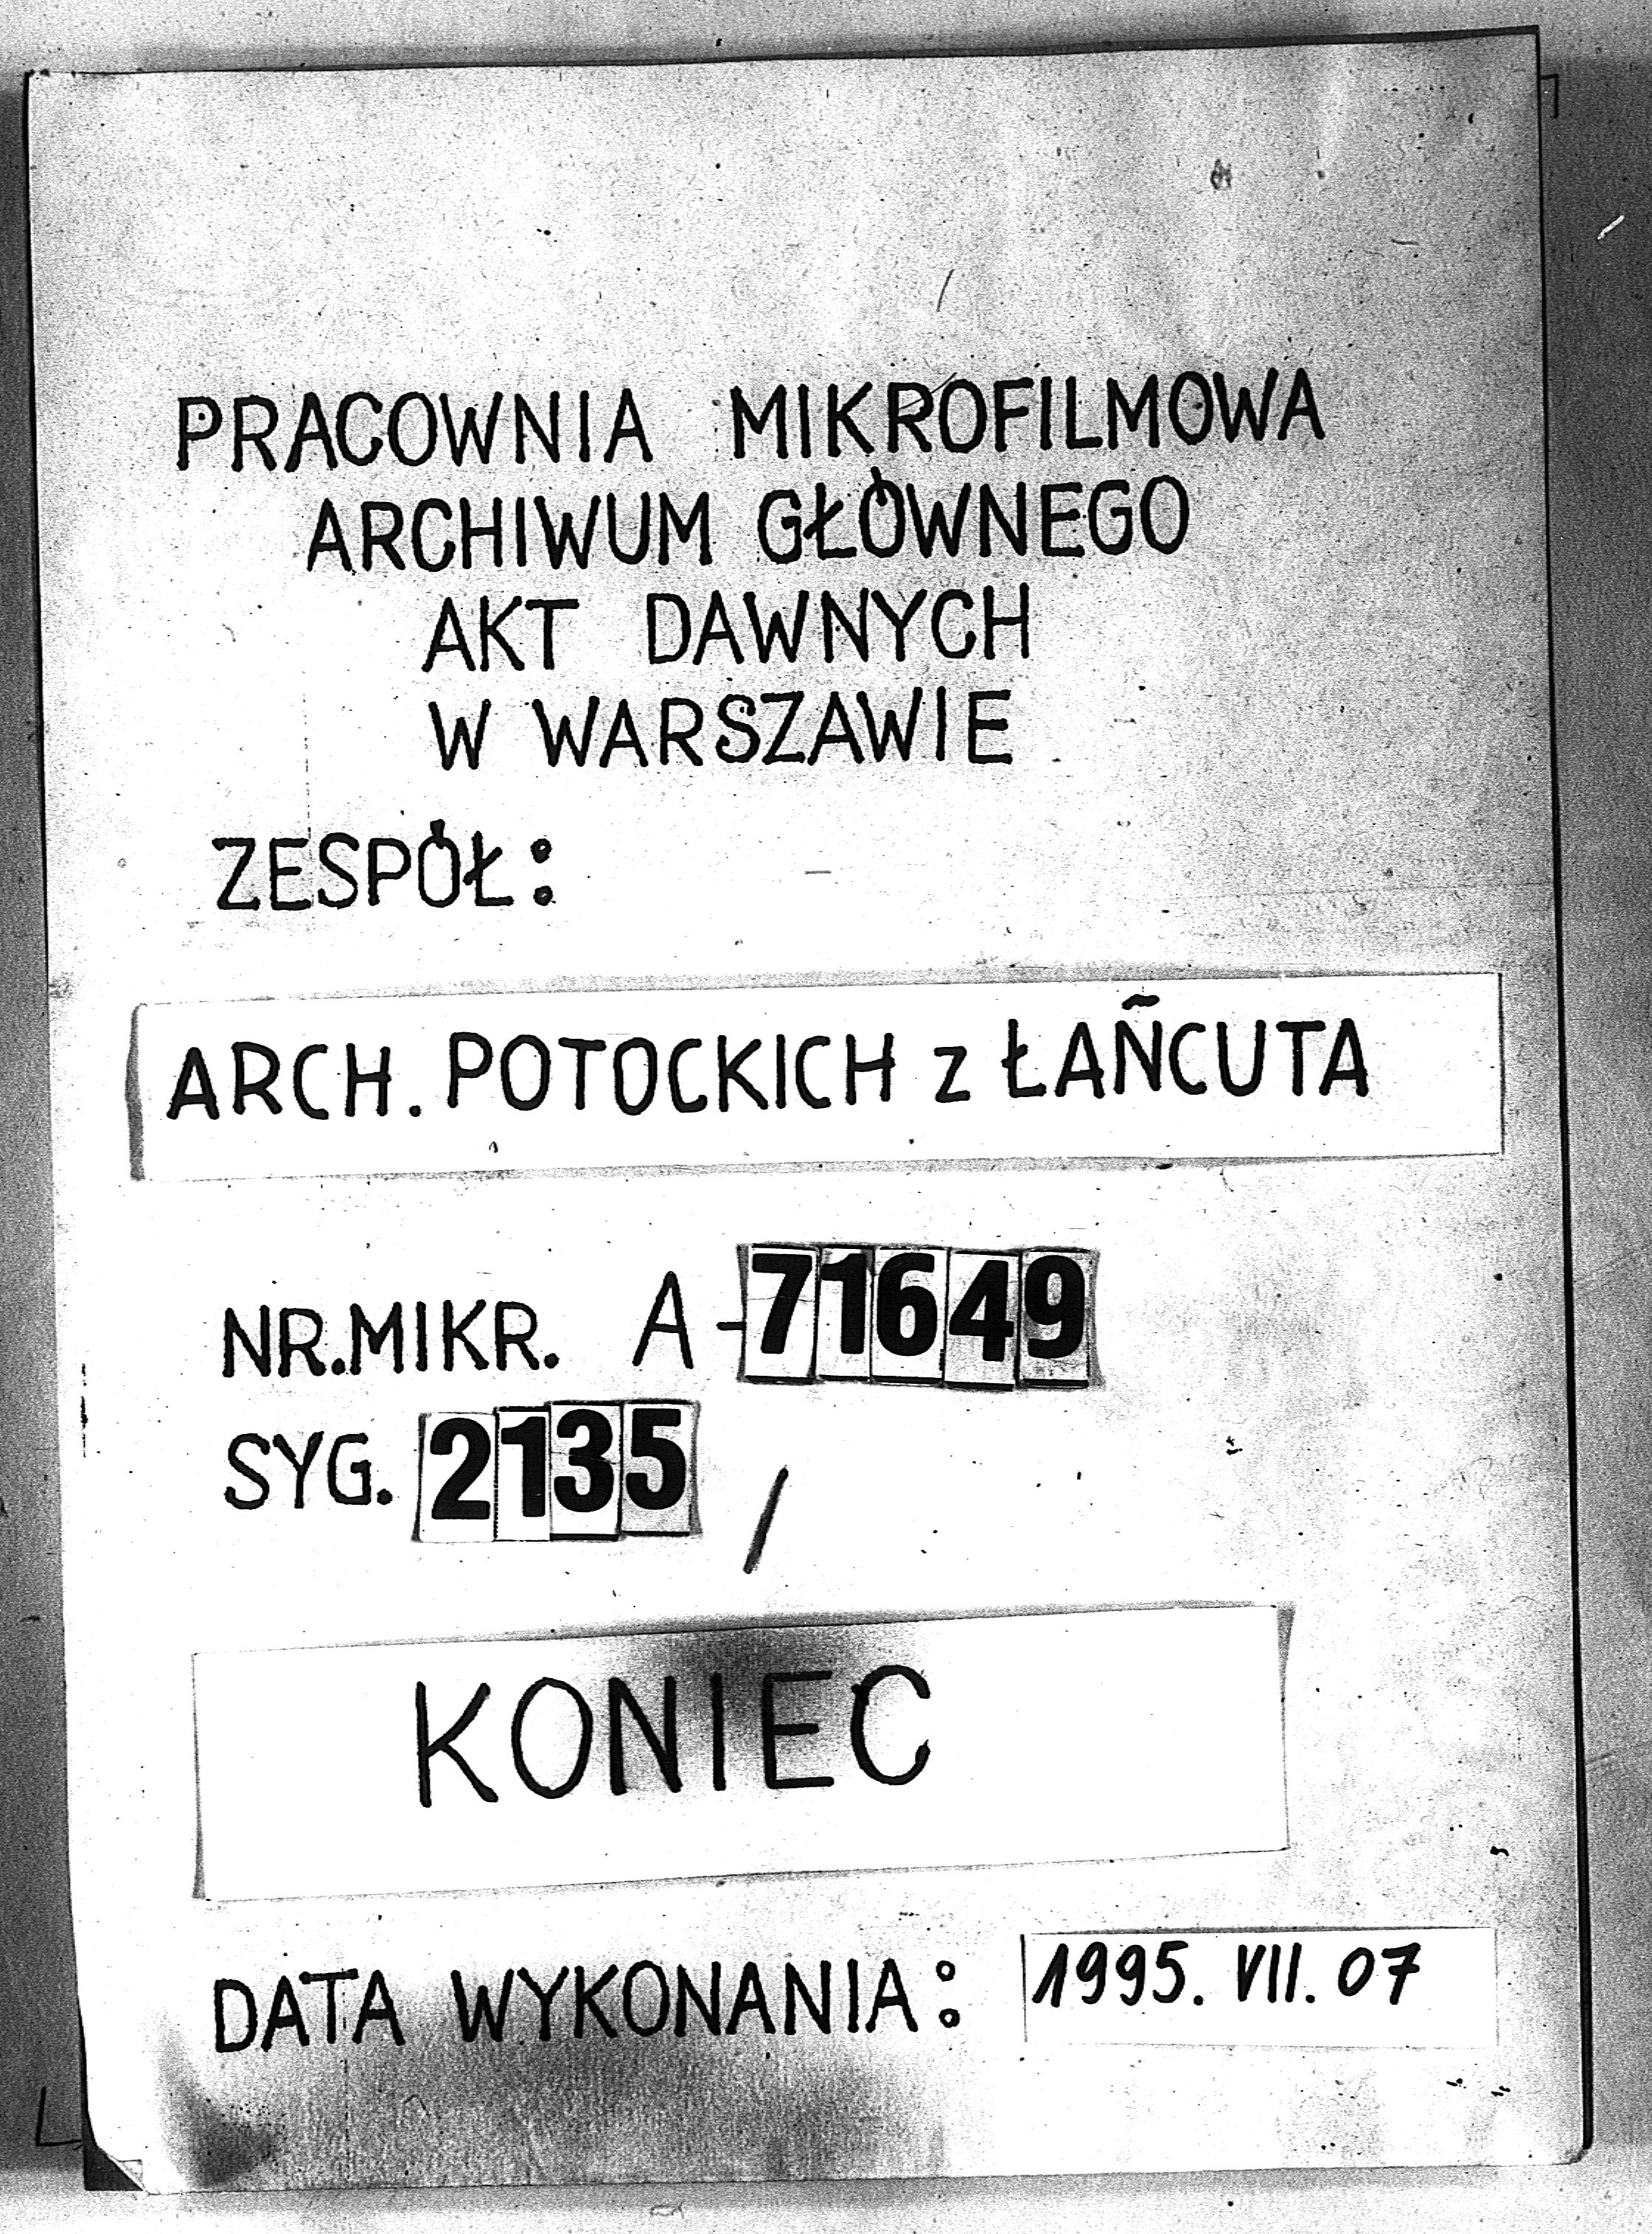 PRACOWNIA MIKROFILMOWA
ARCHIWUM GŁÓWNEGO
AKT DAWNYCH
W WARSZAWIE
ZESPÓŁ:
ARCH. POTOCKICH z ŁAŃCUTA
NR.MIKR. A-71649
SYG. 2135 /
KONIEC
DATA WYKONANIA: 1995. VII. 07